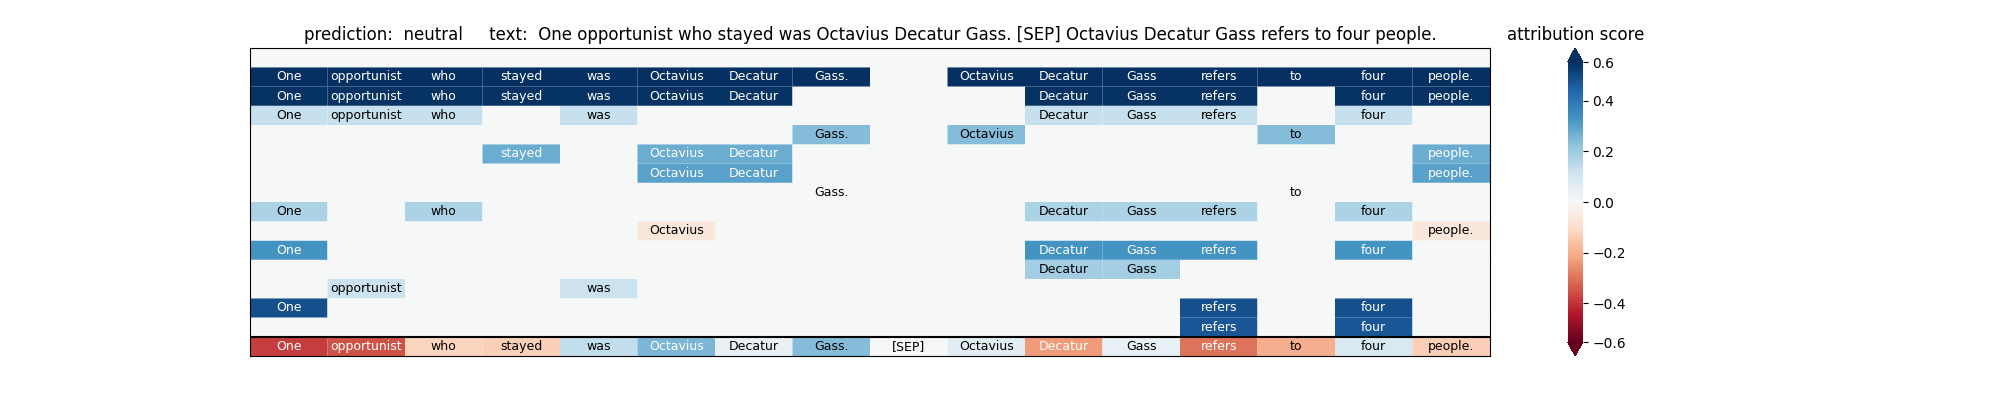 prediction:  neutral     text:  One opportunist who stayed was Octavius Decatur Gass. [SEP] Octavius Decatur Gass refers to four people.     attribution score
One opportunist who stayed was Octavius Decatur Gass. Octavius Decatur Gass refers to four people.
One opportunist who stayed was Octavius Decatur Decatur Gass refers four people.
One opportunist who was Decatur Gass refers four
Gass. Octavius to
stayed Octavius Decatur people.
Octavius Decatur people.
Gass. to
One who Decatur Gass refers four
Octavius people.
One Decatur Gass refers four
Decatur Gass
opportunist was
One refers four
refers four
One opportunist who stayed was Octavius Decatur Gass. [SEP] Octavius Decatur Gass refers to four people.
0.6
0.4
0.2
0.0
−0.2
−0.4
−0.6